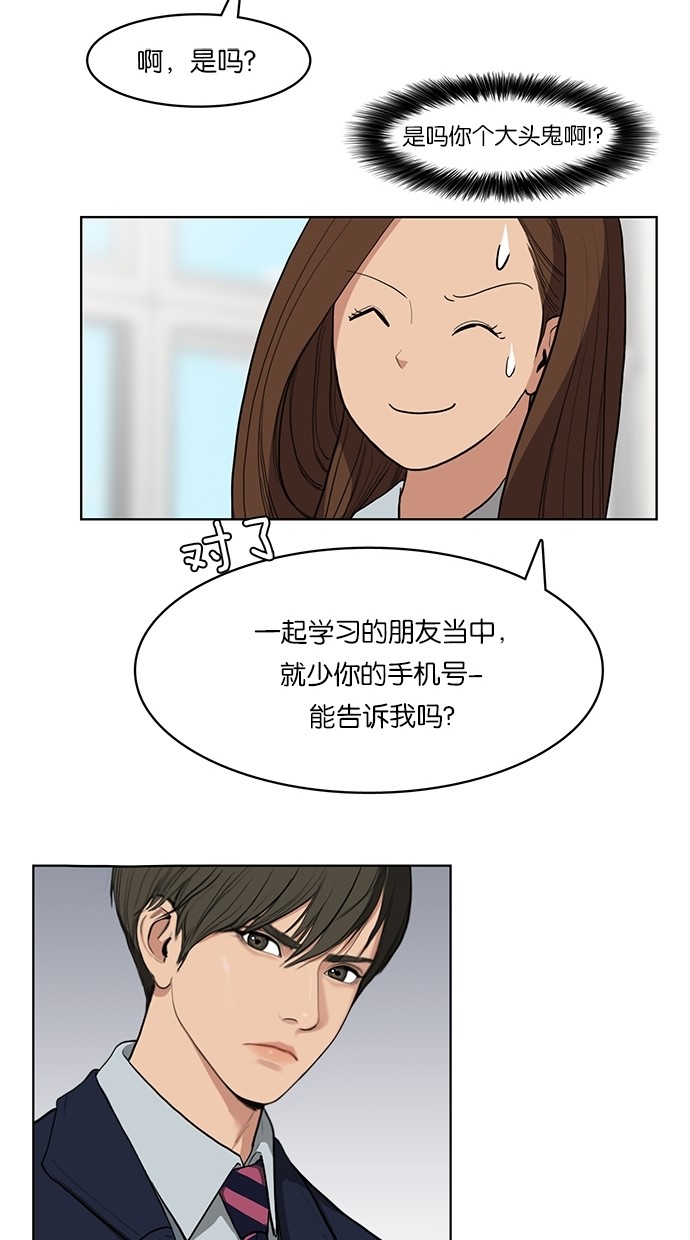 啊，是吗?
是吗你个大头鬼啊!?
对了
一起学习的朋友当中，
就少你的手机号-
能告诉我吗?